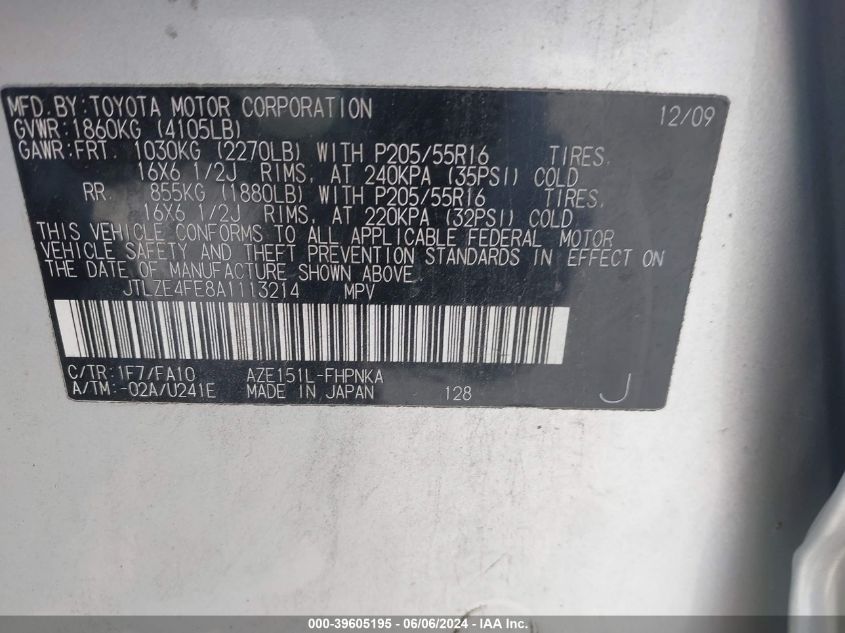 MFD.BY:TOYOTA MOTOR CORPORATION 12/09
GVWR:1860KG (4105LB)
GAWR:FRT. 1030KG (2270LB) WITH P205/55R16 TIRES,
16X6 1/2J RIMS, AT 240KPA (35PSI) COLD
RR. 855KG (1880LB) WITH P205/55R16 TIRES,
16X6 1/2J RIMS, AT 220KPA (32PSI) COLD.
THIS VEHICLE CONFORMS TO ALL APPLICABLE FEDERAL MOTOR
VEHICLE SAFETY AND THEFT PREVENTION STANDARDS IN EFFECT ON
THE DATE OF MANUFACTURE SHOWN ABOVE.
JTLZE4FE8A1113214 MPV
C/TR:1F7/FA10 AZE151L-FHPNKA
A/TM:-02A/U241E MADE IN JAPAN 128 J
000-39605195 - 06/06/2024 - IAA Inc.